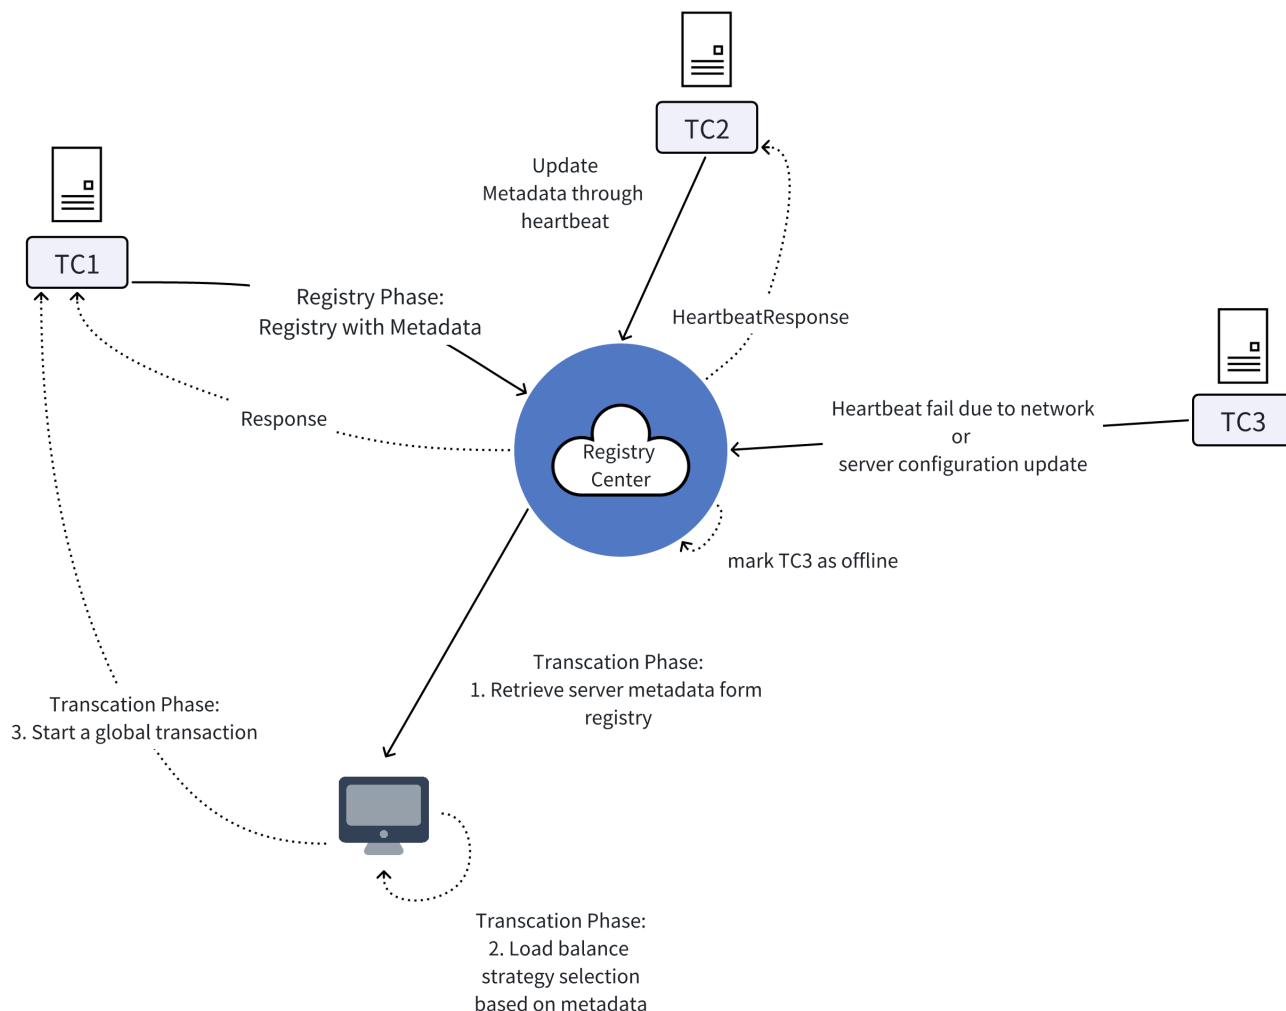 TC2
Update
Metadata through
heartbeat
TC1
Registry Phase:
Registry with Metadata
HeartbeatResponse
Response
Heartbeat fail due to network
or
server configuration update
TC3
Registry
Center
mark TC3 as offline
Transcation Phase:
1. Retrieve server metadata form
registry
Transcation Phase:
3. Start a global transaction
Transcation Phase:
2. Load balance
strategy selection
based on metadata